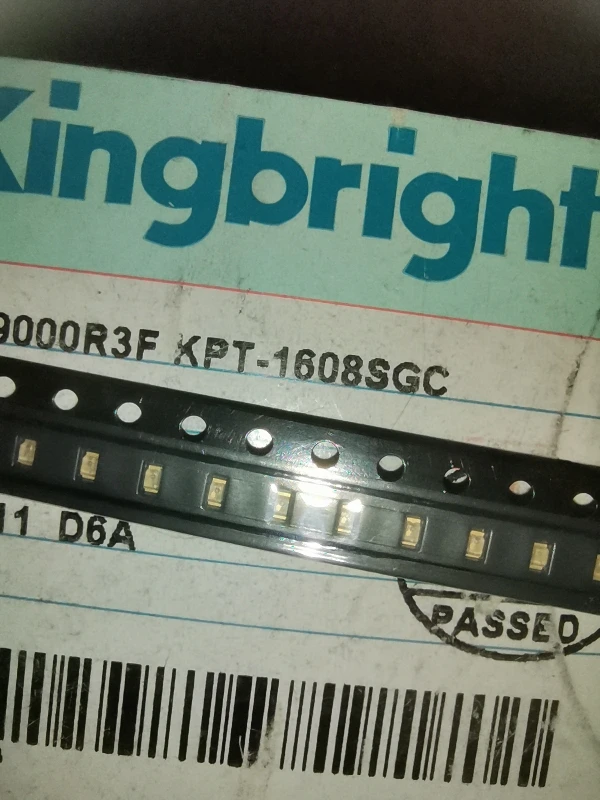 Kingbright
9000R3F KPT-1608SGC
11 D6A
PASSED